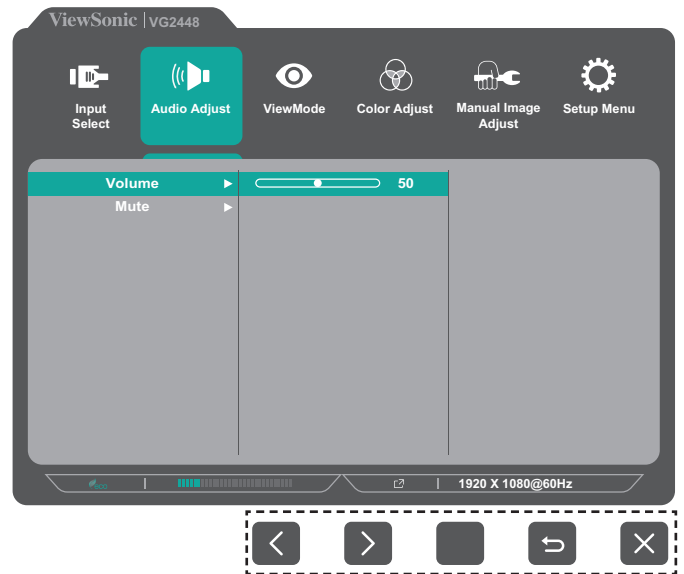 ViewSonic | VG2448
Input
Select
Audio Adjust
ViewMode
Color Adjust
Manual Image
Adjust
Setup Menu
Volume
50
Mute
eco
1920 X 1080@60Hz